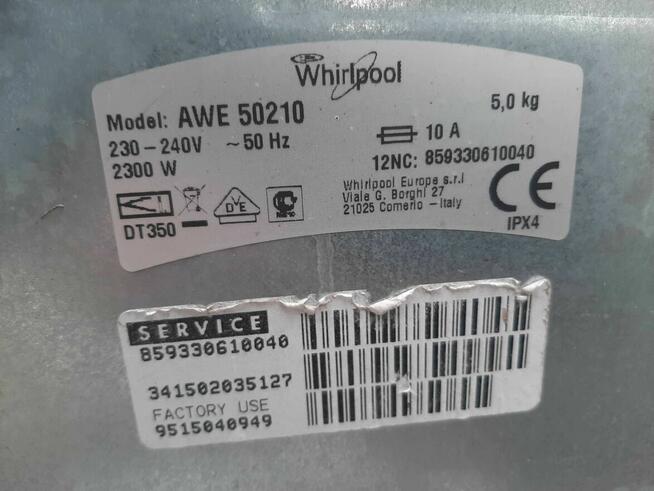 Whirlpool
Model: AWE 50210
5,0 kg
230 – 240V ~ 50 Hz
10 A
2300 W
12NC: 859330610040
Whirlpool Europe s.r.l
Viale G. Borghi 27
21025 Comerio - Italy
CE
DVE
DT350
IPX4
SERVICE
859330610040
341502035127
FACTORY USE
9515040949